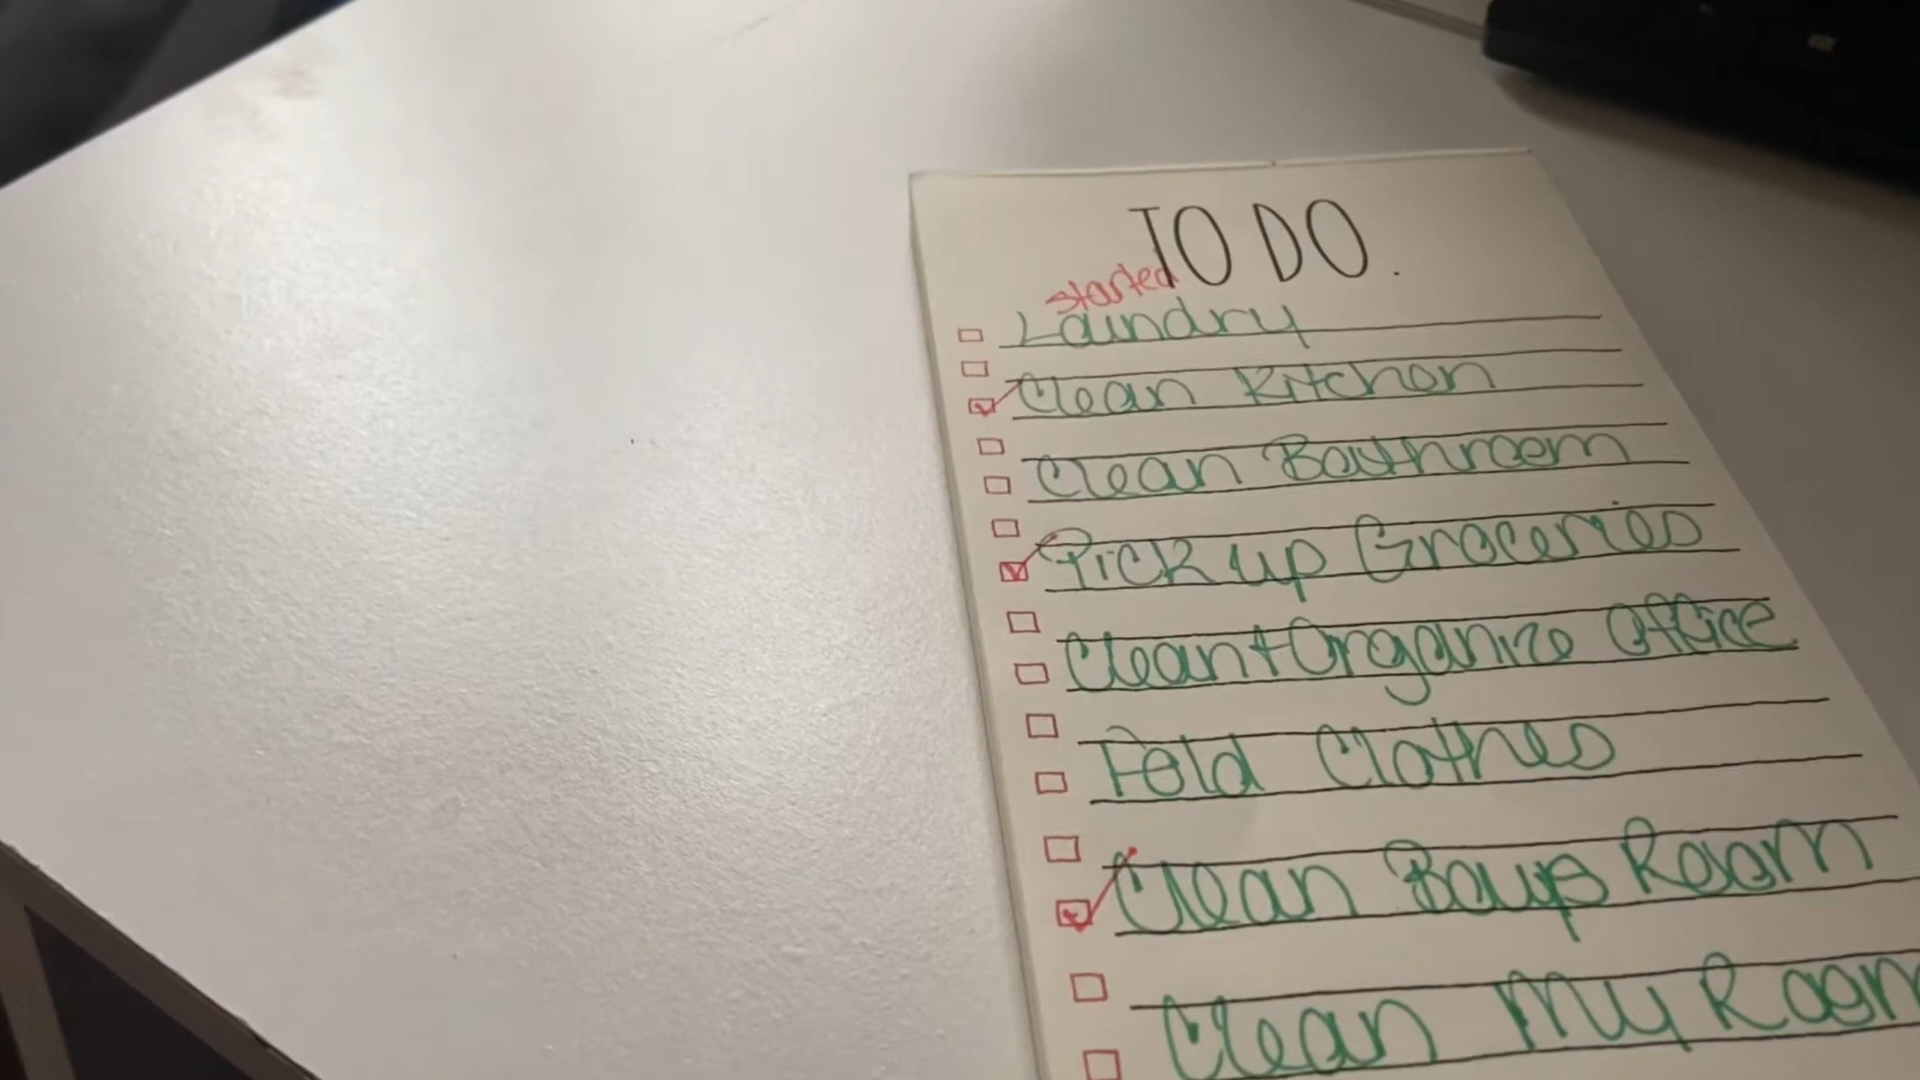 TO DO.
started
Laundry
Clean Kitchen
Clean Bathroom
Pick up Groceries
Clean + Organize Office
Fold Clothes
Clean Boys Room
Clean My Room